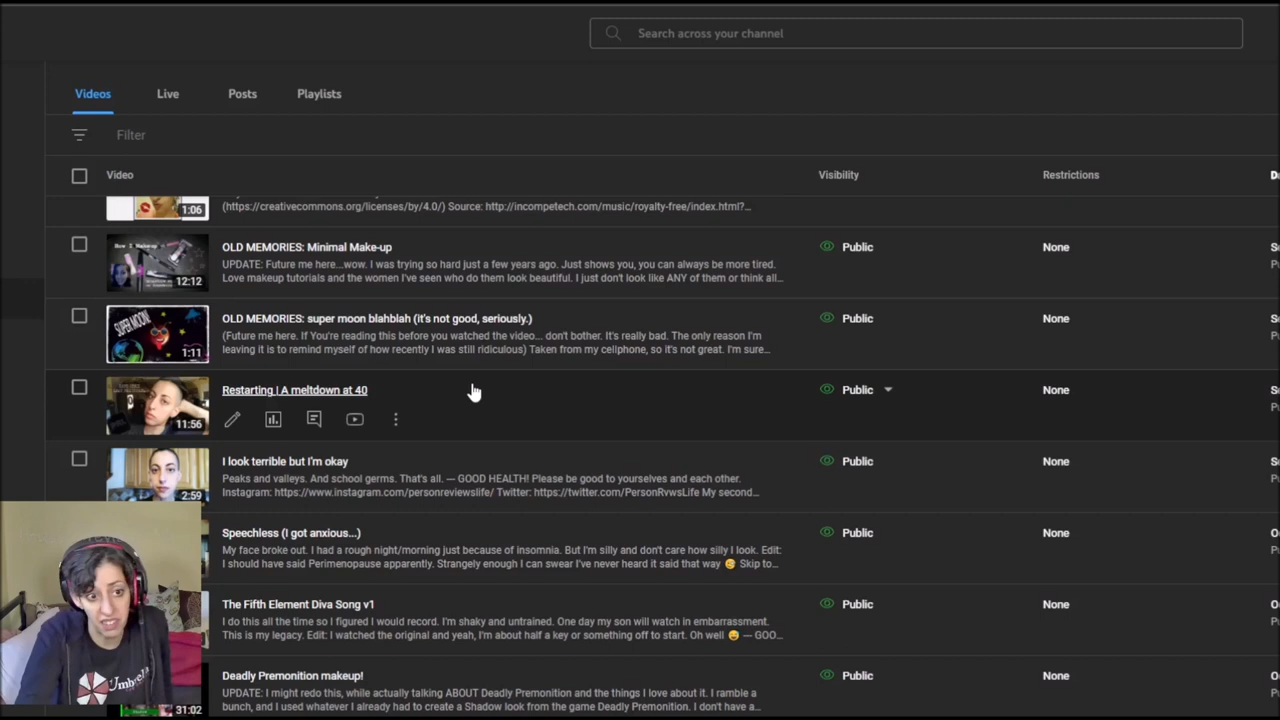 Search across your channel
Videos Live Posts Playlists
Filter
Video Visibility Restrictions
1:06
(https://creativecommons.org/licenses/by/4.0/) Source: http://incompetech.com/music/royalty-free/index.html?...
OLD MEMORIES: Minimal Make-up Public None
UPDATE: Future me here...wow. I was trying so hard just a few years ago. Just shows you, you can always be more tired.
Love makeup tutorials and the women I've seen who do them look beautiful. I just don't look like ANY of them or think all...
How I Makeup
12:12
OLD MEMORIES: super moon blahblah (it's not good, seriously.) Public None
(Future me here. If You're reading this before you watched the video... don't bother. It's really bad. The only reason I'm
leaving it is to remind myself of how recently I was still ridiculous) Taken from my cellphone, so it's not great. I'm sure...
SUPER MOON!
1:11
Restarting | A meltdown at 40 Public None
11:56
I look terrible but I'm okay Public None
Peaks and valleys. And school germs. That's all. — GOOD HEALTH! Please be good to yourselves and each other.
Instagram: https://www.instagram.com/personreviewslife/ Twitter: https://twitter.com/PersonRvwsLife My second...
2:59
Speechless (I got anxious...) Public None
My face broke out. I had a rough night/morning just because of insomnia. But I'm silly and don't care how silly I look. Edit:
I should have said Perimenopause apparently. Strangely enough I can swear I've never heard it said that way 😅 Skip to...
The Fifth Element Diva Song v1 Public None
I do this all the time so I figured I would record. I'm shaky and untrained. One day my son will watch in embarrassment.
This is my legacy. Edit: I watched the original and yeah, I'm about half a key or something off to start. Oh well 😅 — GOO...
Deadly Premonition makeup! Public None
UPDATE: I might redo this, while actually talking ABOUT Deadly Premonition and the things I love about it. I ramble a
bunch, and I used whatever I already had to create a Shadow look from the game Deadly Premonition. I don't have a...
31:02
Umbrella